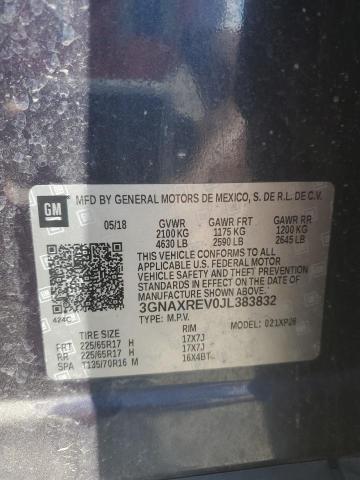 GM
MFD BY GENERAL MOTORS DE MEXICO, S. DE R.L. DE C.V.
05/18 GVWR GAWR FRT GAWR RR
2100 KG 1175 KG 1200 KG
4630 LB 2590 LB 2645 LB
THIS VEHICLE CONFORMS TO ALL
APPLICABLE U.S. FEDERAL MOTOR
VEHICLE SAFETY AND THEFT
PREVENTION STANDARDS IN EFFECT ON
THE DATE OF MANUFACTURE SHOWN ABOVE.
424C
3GNAXREV0JL383832
TYPE: M.P.V. MODEL: 021XP26
TIRE SIZE RIM
FRT 225/65R17 H 17X7J
RR 225/65R17 H 17X7J
SPA T135/70R16 M 16X4BT